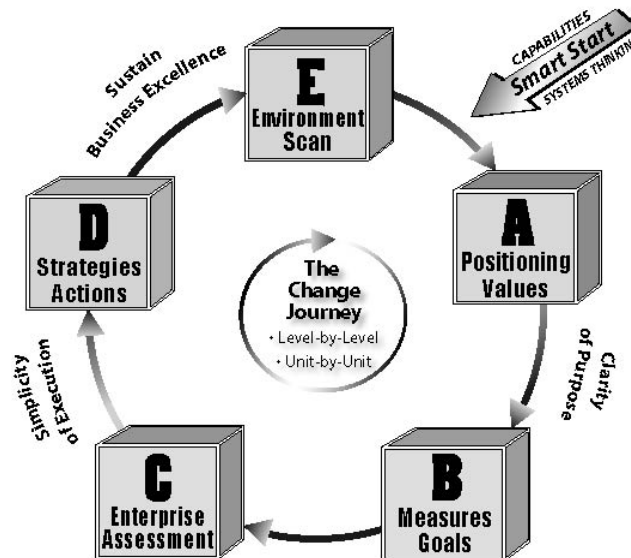 CAPABILITIES
Smart Start
SYSTEMS THINKING
Sustain
Business Excellence
E
Environment
Scan
A
Positioning
Values
D
Strategies
Actions
The
Change
Journey
• Level-by-Level
• Unit-by-Unit
Clarity
of Purpose
Simplicity
of Execution
C
Enterprise
Assessment
B
Measures
Goals